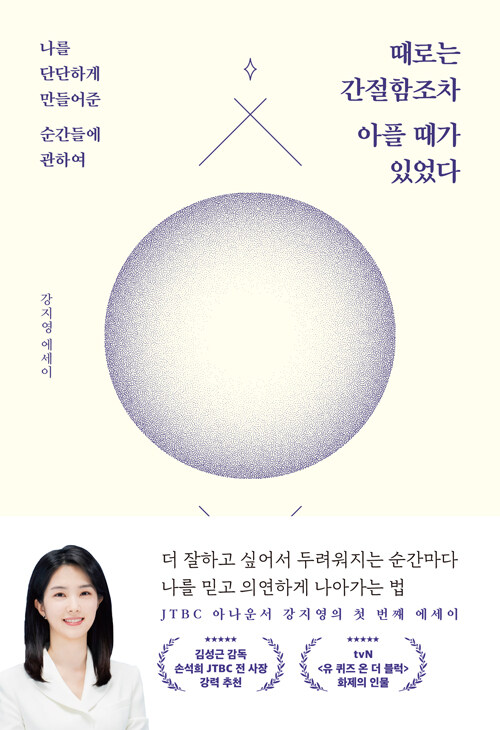 나를
단단하게
만들어준
순간들에
관하여
때로는
간절함조차
아플 때가
있었다
강지영 에세이
더 잘하고 싶어서 두려워지는 순간마다
나를 믿고 의연하게 나아가는 법
JTBC 아나운서 강지영의 첫 번째 에세이
★★★★★
김성근 감독
손석희 JTBC 전 사장
강력 추천
★★★★★
tvN
<유 퀴즈 온 더 블럭>
화제의 인물